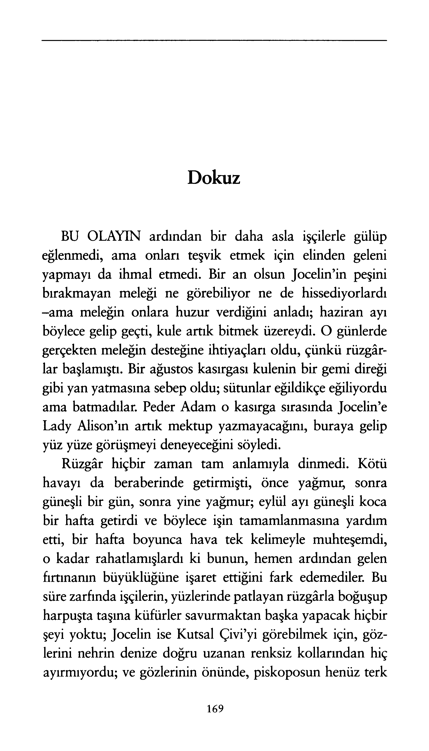 Dokuz
BU OLAYIN ardından bir daha asla işçilerle gülüp
eğlenmedi, ama onları teşvik etmek için elinden geleni
yapmayı da ihmal etmedi. Bir an olsun Jocelin’in peşini
bırakmayan meleği ne görebiliyor ne de hissediyorlardı
–ama meleğin onlara huzur verdiğini anladı; haziran ayı
böylece gelip geçti, kule artık bitmek üzereydi. O günlerde
gerçekten meleğin desteğine ihtiyaçları oldu, çünkü rüzgâr-
lar başlamıştı. Bir ağustos kasırgası kulenin bir gemi direği
gibi yan yatmasına sebep oldu; sütunlar eğildikçe eğiliyordu
ama batmadılar. Peder Adam o kasırga sırasında Jocelin’e
Lady Alison’ın artık mektup yazmayacağını, buraya gelip
yüz yüze görüşmeyi deneyeceğini söyledi.
Rüzgâr hiçbir zaman tam anlamıyla dinmedi. Kötü
havayı da beraberinde getirmişti, önce yağmur, sonra
güneşli bir gün, sonra yine yağmur; eylül ayı güneşli koca
bir hafta getirdi ve böylece işin tamamlanmasına yardım
etti, bir hafta boyunca hava tek kelimeyle muhteşemdi,
o kadar rahatlamışlardı ki bunun, hemen ardından gelen
fırtınanın büyüklüğüne işaret ettiğini fark edemediler. Bu
süre zarfında işçilerin, yüzlerinde patlayan rüzgârla boğuşup
harpuşta taşına küfürler savurmaktan başka yapacak hiçbir
şeyi yoktu; Jocelin ise Kutsal Çivi’yi görebilmek için, göz-
lerini nehrin denize doğru uzanan renksiz kollarından hiç
ayırmıyordu; ve gözlerinin önünde, piskoposun henüz terk
169